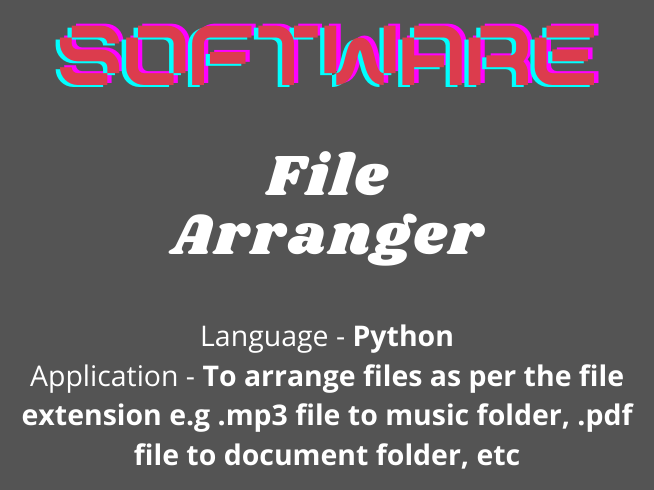 SOFTWARE
File
Arranger
Language - Python
Application - To arrange files as per the file
extension e.g .mp3 file to music folder, .pdf
file to document folder, etc